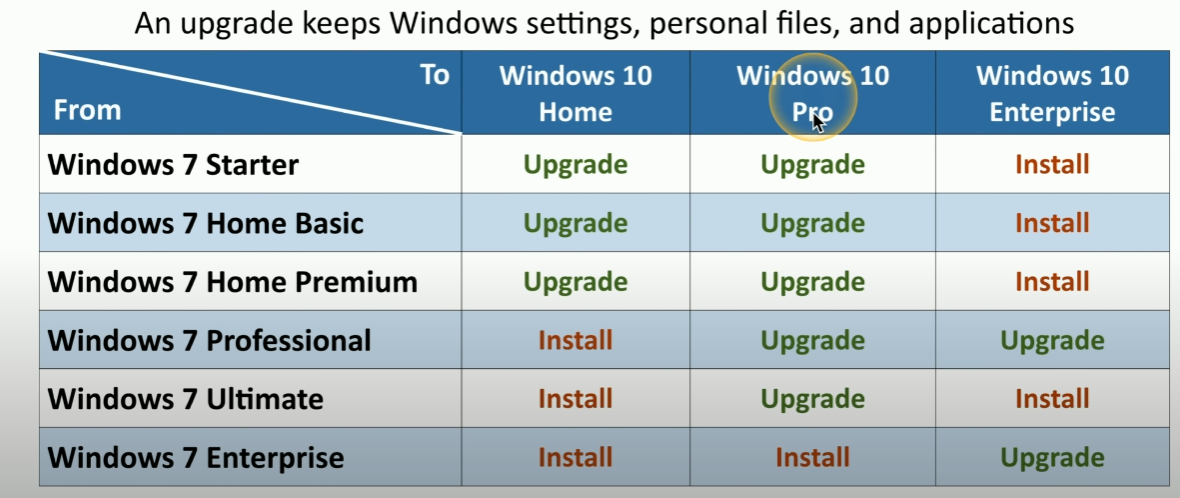 An upgrade keeps Windows settings, personal files, and applications
From To Windows 10 Home Windows 10 Pro Windows 10 Enterprise
Windows 7 Starter Upgrade Upgrade Install
Windows 7 Home Basic Upgrade Upgrade Install
Windows 7 Home Premium Upgrade Upgrade Install
Windows 7 Professional Install Upgrade Upgrade
Windows 7 Ultimate Install Upgrade Install
Windows 7 Enterprise Install Install Upgrade